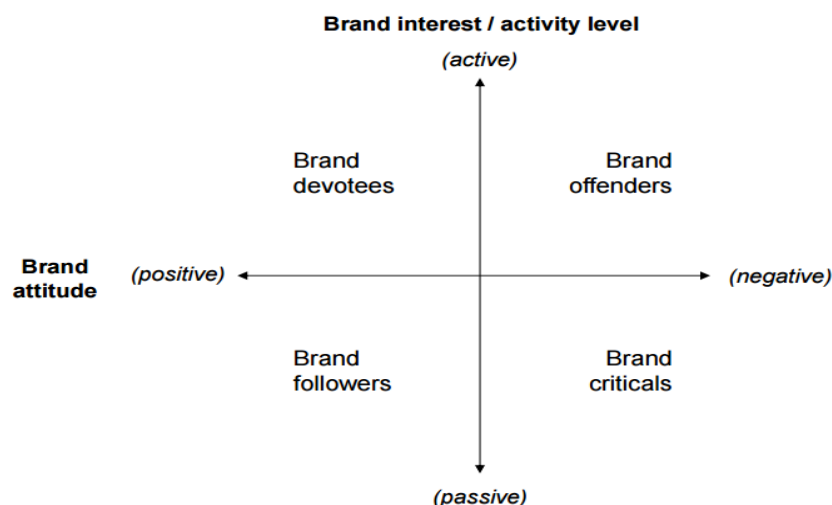 Brand interest / activity level
(active)
Brand
devotees
Brand
offenders
Brand
attitude
(positive)
(negative)
Brand
followers
Brand
criticals
(passive)